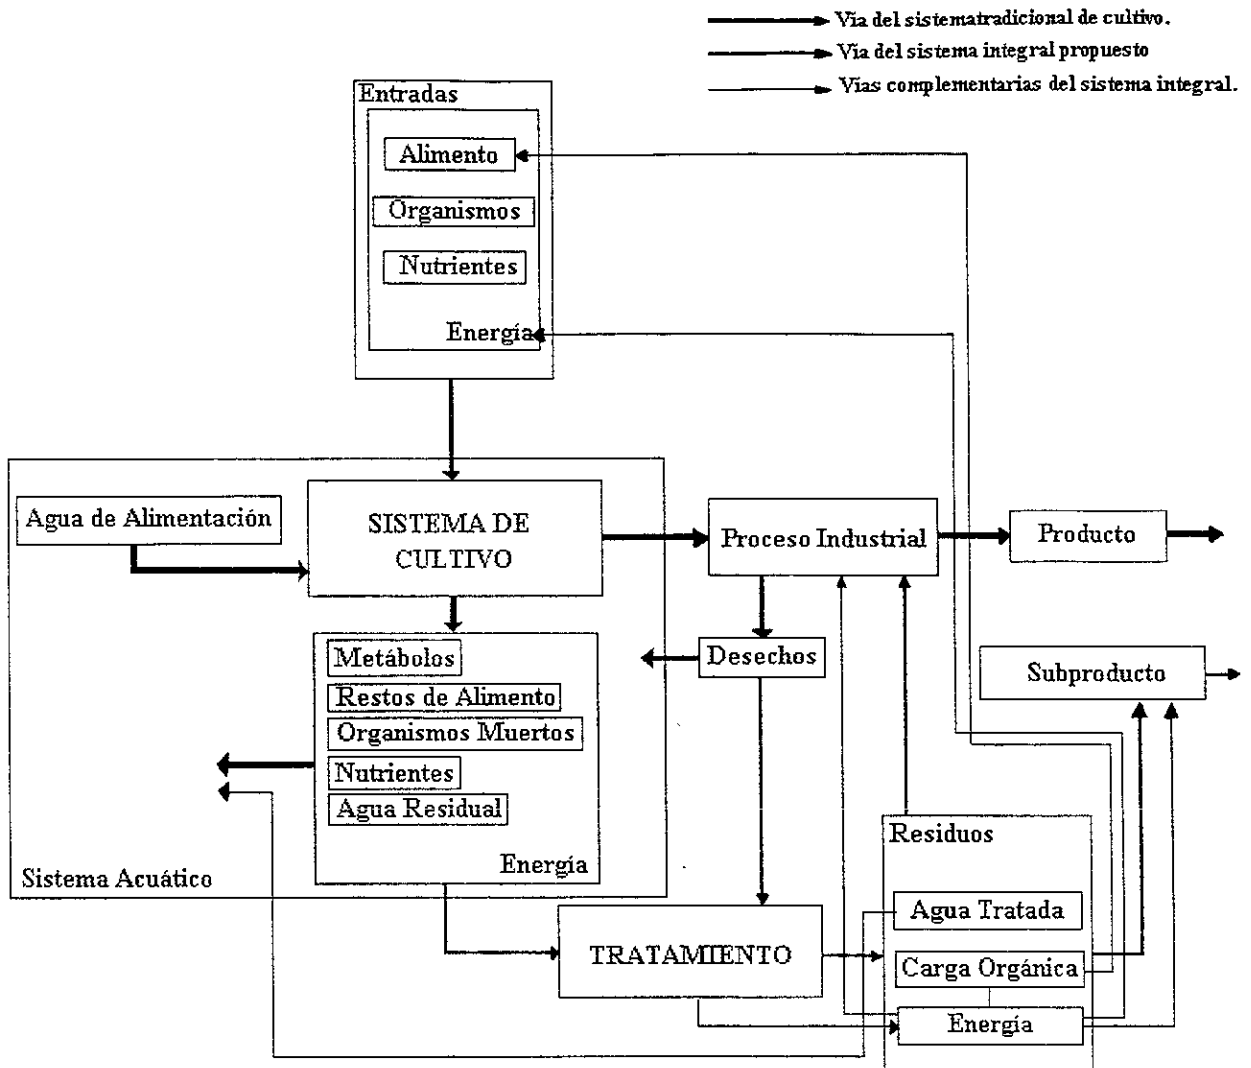 Via del sistematradicional de cultivo.
Via del sistema integral propuesto
Vias complementarias del sistema integral.
Entradas
Alimento
Organismos
Nutrientes
Energía
Agua de Alimentación
SISTEMA DE
CULTIVO
Proceso Industrial
Producto
Metábolos
Restos de Alimento
Organismos Muertos
Nutrientes
Agua Residual
Energía
Sistema Acuático
Desechos
Subproducto
TRATAMIENTO
Residuos
Agua Tratada
Carga Orgánica
Energía